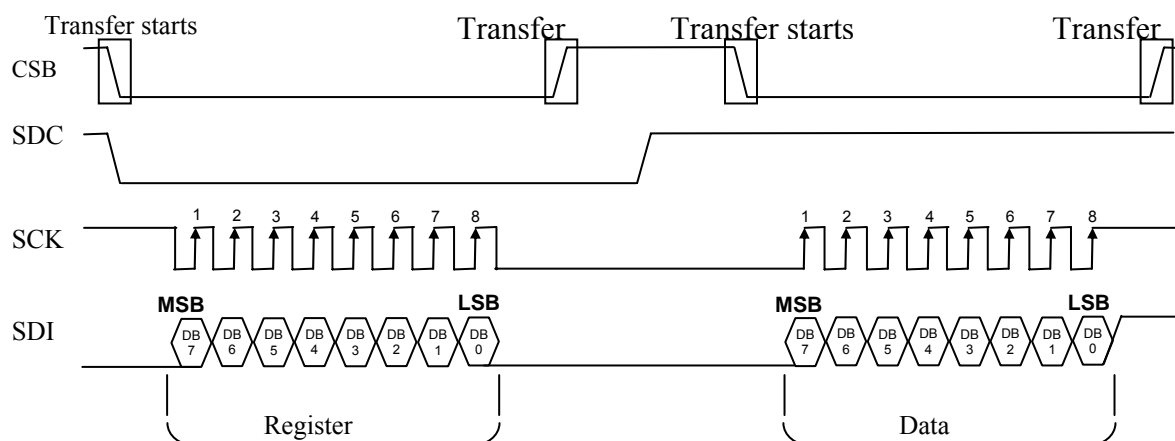 Transfer starts Transfer Transfer starts Transfer
CSB
SDC
1 2 3 4 5 6 7 8 1 2 3 4 5 6 7 8
SCK
MSB LSB MSB LSB
SDI
DB DB DB DB DB DB DB DB DB DB DB DB DB DB DB DB
7 6 5 4 3 2 1 0 7 6 5 4 3 2 1 0
Register Data